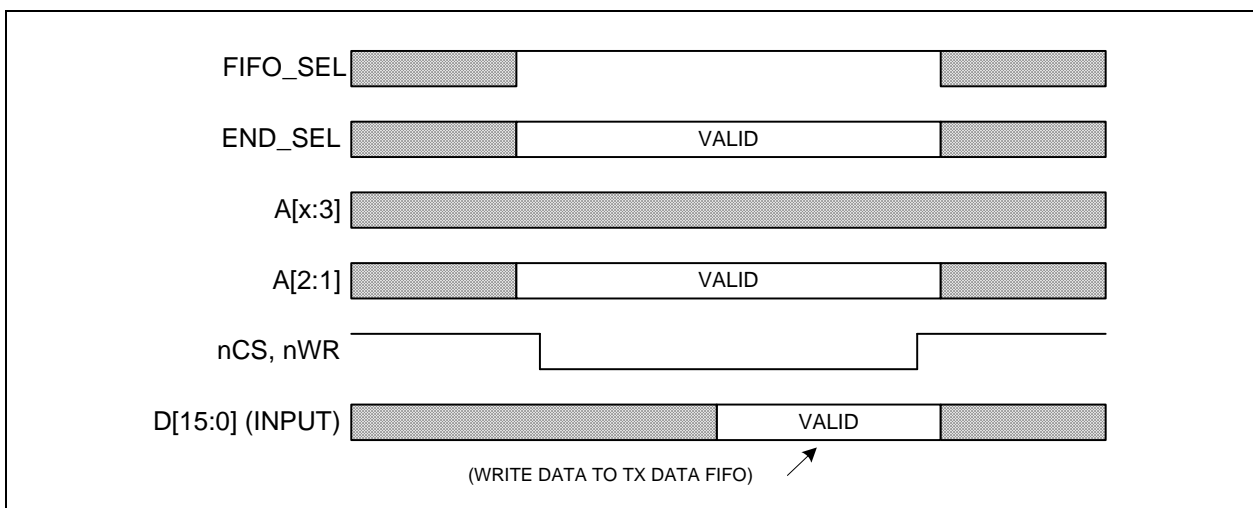 FIFO_SEL
END_SEL VALID
A[x:3]
A[2:1] VALID
nCS, nWR
D[15:0] (INPUT) VALID
(WRITE DATA TO TX DATA FIFO)